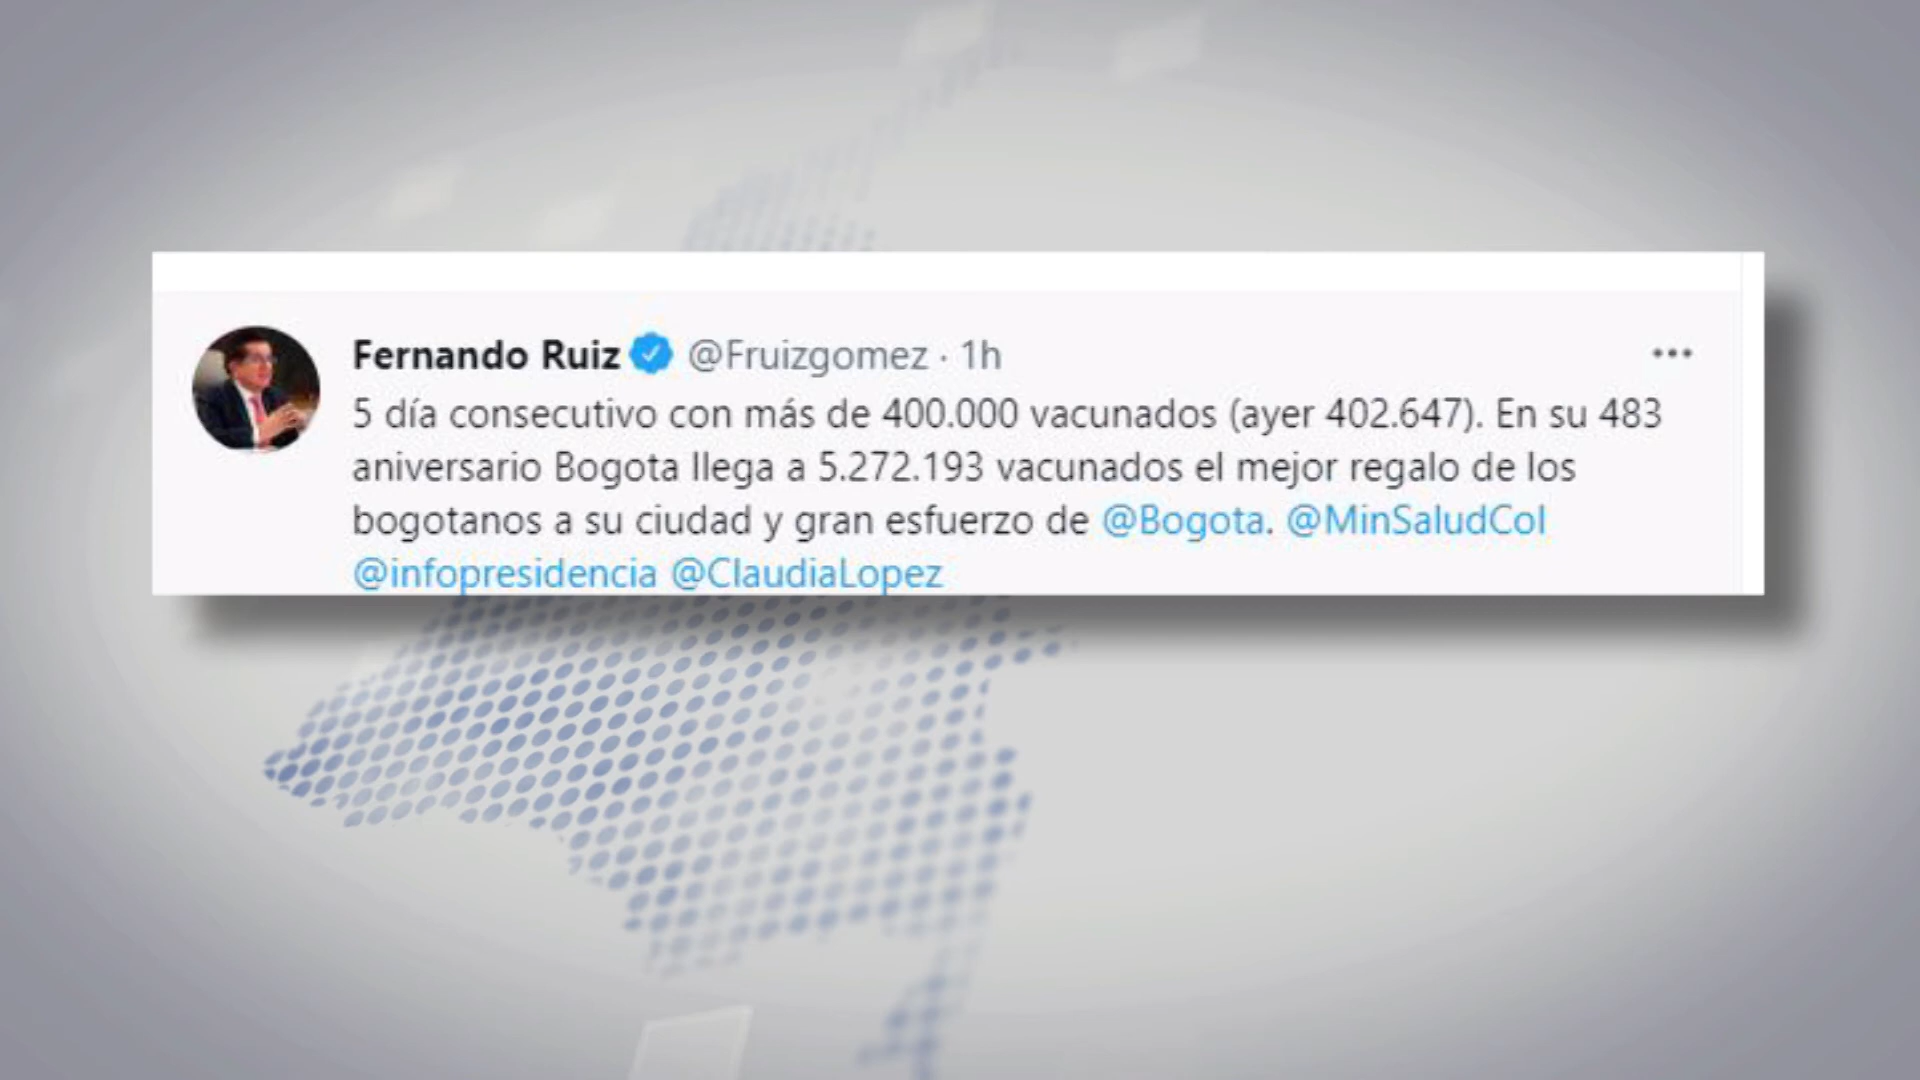 Fernando Ruiz @Fruizgomez · 1h
5 día consecutivo con más de 400.000 vacunados (ayer 402.647). En su 483
aniversario Bogota llega a 5.272.193 vacunados el mejor regalo de los
bogotanos a su ciudad y gran esfuerzo de @Bogota. @MinSaludCol
@infopresidencia @ClaudiaLopez